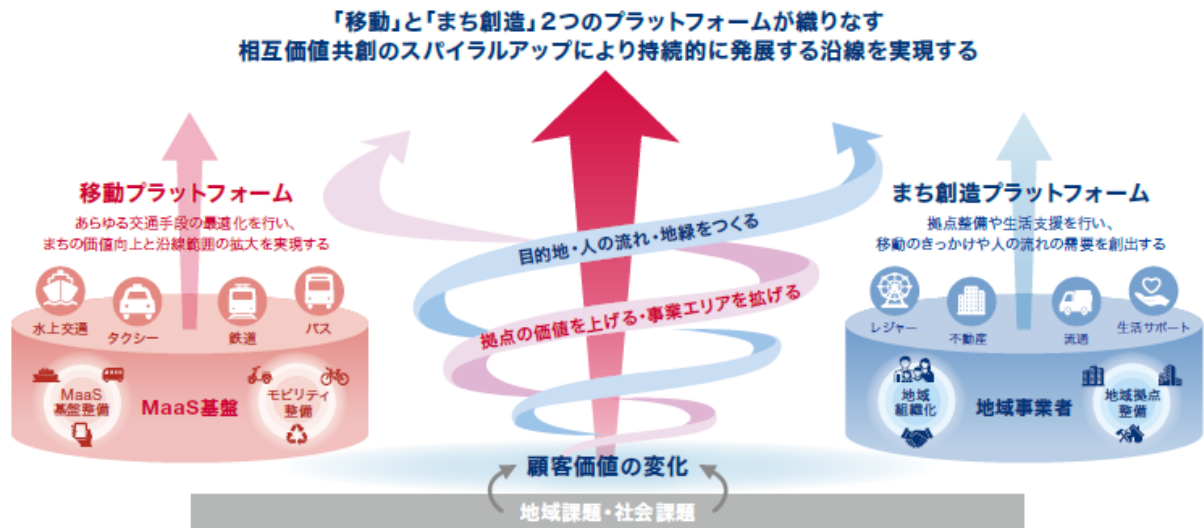 「移動」と「まち創造」2つのプラットフォームが織りなす
相互価値共創のスパイラルアップにより持続的に発展する沿線を実現する
移動プラットフォーム
あらゆる交通手段の最適化を行い、
まちの価値向上と沿線範囲の拡大を実現する
水上交通
タクシー
鉄道
バス
MaaS
基盤整備
MaaS基盤
モビリティ
整備
目的地・人の流れ・地縁をつくる
拠点の価値を上げる・事業エリアを拡げる
まち創造プラットフォーム
拠点整備や生活支援を行い、
移動のきっかけや人の流れの需要を創出する
レジャー
不動産
流通
生活サポート
地域
組織化
地域事業者
地域拠点
整備
顧客価値の変化
地域課題・社会課題